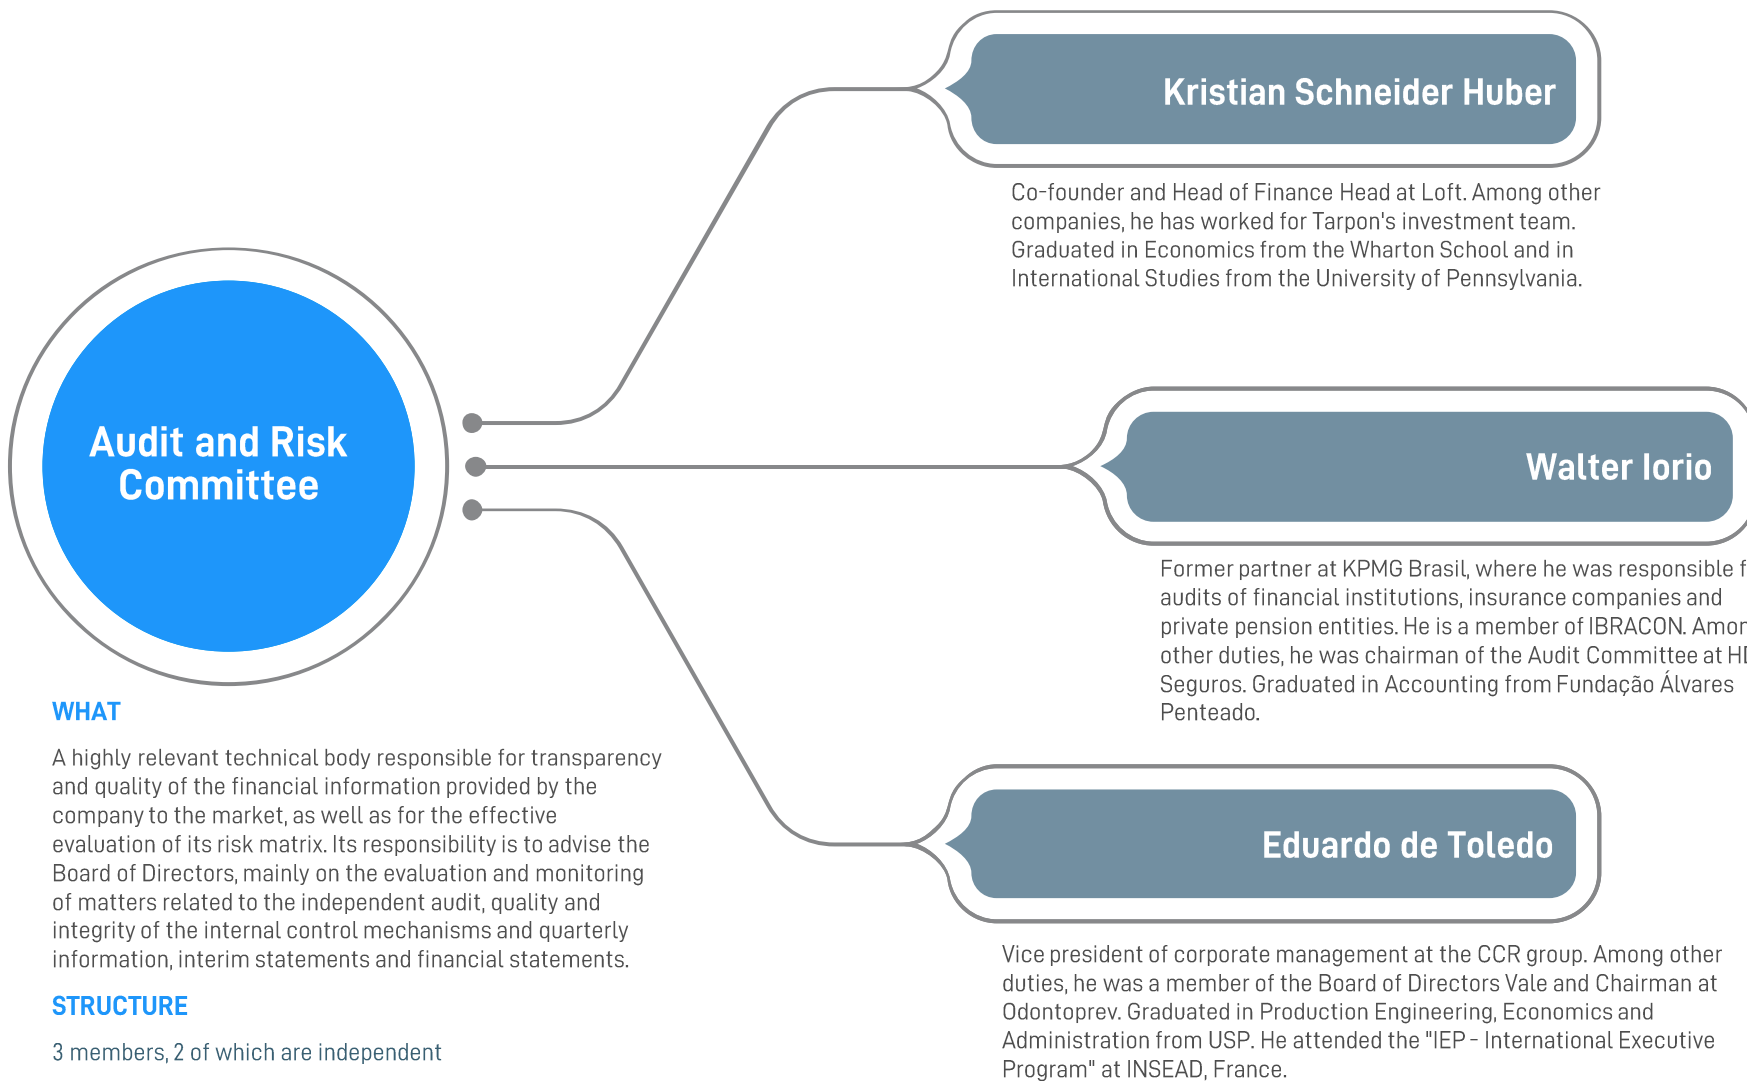 Kristian Schneider Huber
Co-founder and Head of Finance Head at Loft. Among other
companies, he has worked for Tarpon's investment team.
Graduated in Economics from the Wharton School and in
International Studies from the University of Pennsylvania.
Audit and Risk
Committee
Walter Iorio
Former partner at KPMG Brasil, where he was responsible
audits of financial institutions, insurance companies and
private pension entities. He is a member of IBRACON.
other duties, he was chairman of the Audit Committee at
Seguros. Graduated in Accounting from Fundação Álvares
Penteado.
WHAT
A highly relevant technical body responsible for transparency
and quality of the financial information provided by the
company to the market, as well as for the effective
evaluation of its risk matrix. Its responsibility is to advise the
Board of Directors, mainly on the evaluation and monitoring
of matters related to the independent audit, quality and
integrity of the internal control mechanisms and quarterly
information, interim statements and financial statements.
STRUCTURE
3 members, 2 of which are independent
Eduardo de Toledo
Vice president of corporate management at the CCR group. Among other
duties, he was a member of the Board of Directors Vale and Chairman at
Odontoprev. Graduated in Production Engineering, Economics and
Administration from USP. He attended the "IEP - International Executive
Program" at INSEAD, France.